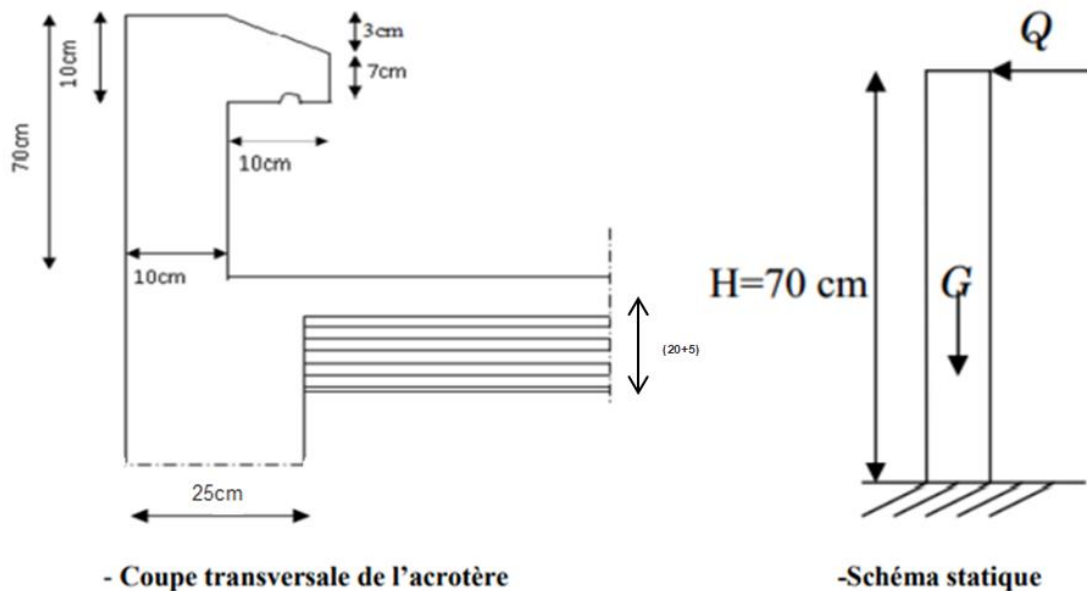 10cm
3cm
7cm
70cm
10cm
10cm
(20+5)
25cm
- Coupe transversale de l'acrotère
Q
H=70 cm
G
-Schéma statique